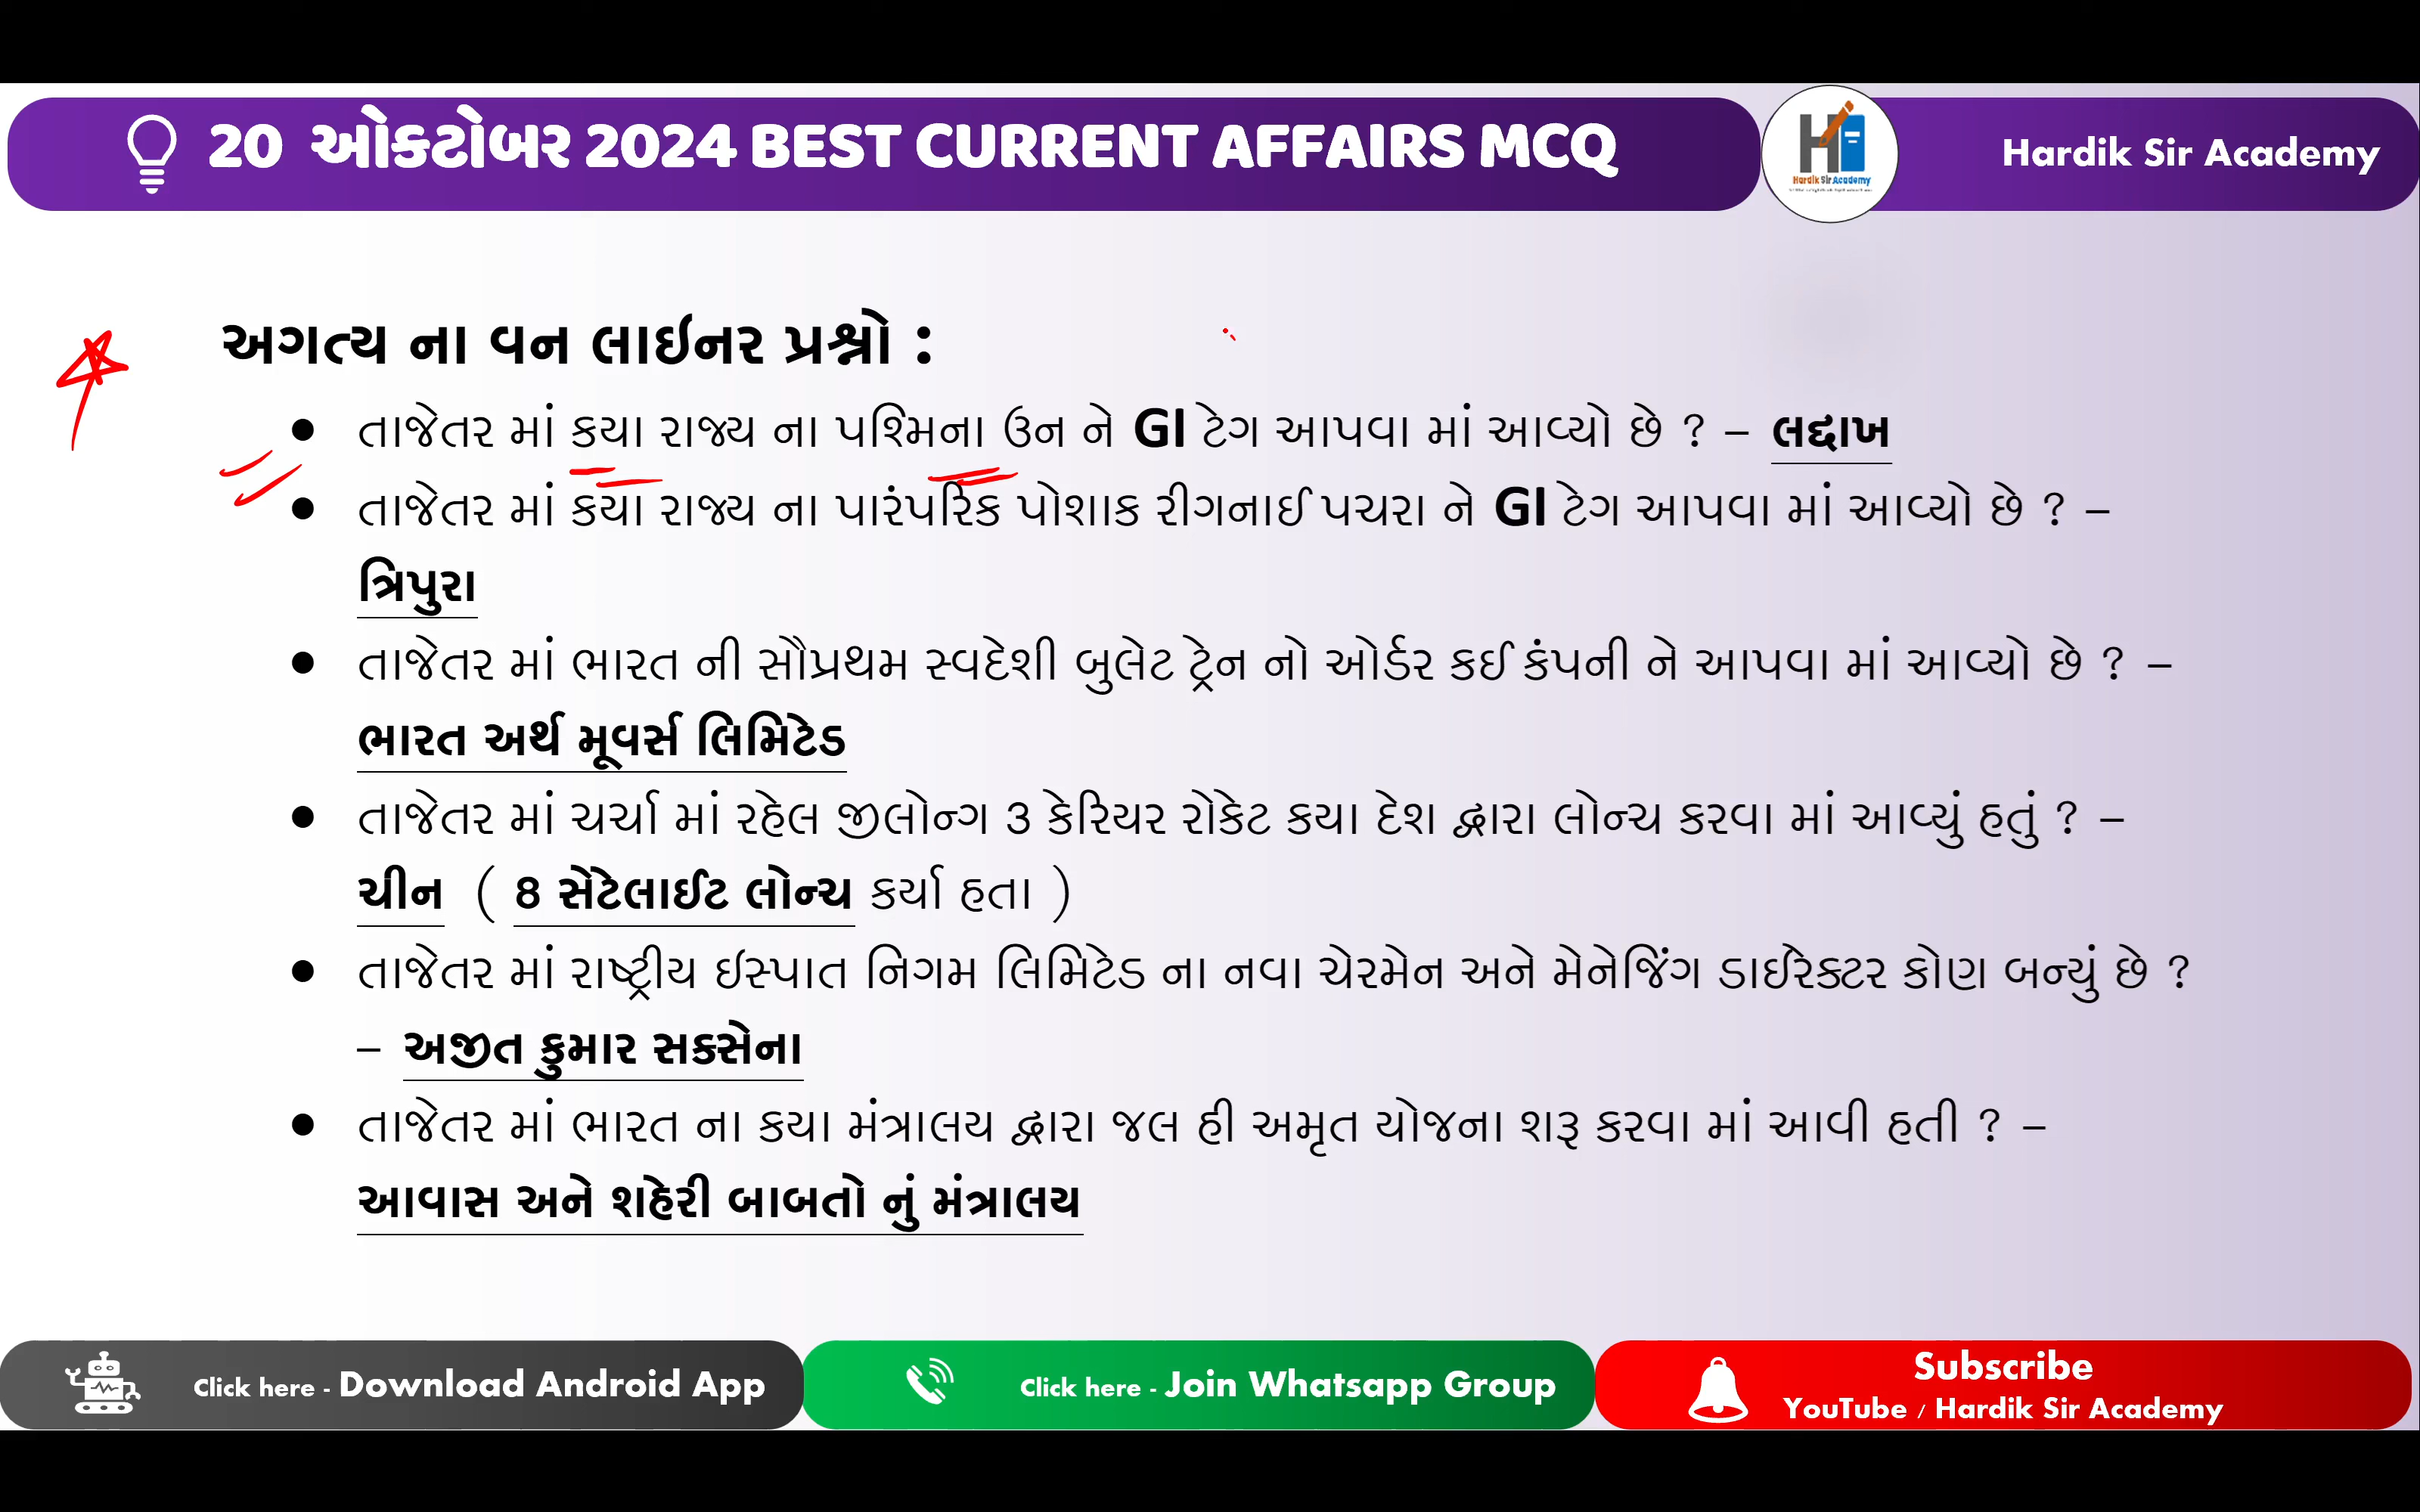 20 ઓક્ટોબર 2024 BEST CURRENT AFFAIRS MCQ
Hardik Sir Academy
Hardik Sir Academy
અગત્ય ના વન લાઈનર પ્રશ્નો :
• તાજેતર માં કયા રાજ્ય ના પશ્મિના ઉન ને GI ટેગ આપવા માં આવ્યો છે ? – લદ્દાખ
• તાજેતર માં કયા રાજ્ય ના પારંપરિક પોશાક રીગનાઈ પચરા ને GI ટેગ આપવા માં આવ્યો છે ? –
ત્રિપુરા
• તાજેતર માં ભારત ની સૌપ્રથમ સ્વદેશી બુલેટ ટ્રેન નો ઓર્ડર કઈ કંપની ને આપવા માં આવ્યો છે ? –
ભારત અર્થ મૂવર્સ લિમિટેડ
• તાજેતર માં ચર્ચા માં રહેલ જીલોન્ગ 3 કેરિયર રોકેટ કયા દેશ દ્વારા લોન્ચ કરવા માં આવ્યું હતું ? –
ચીન ( 8 સેટેલાઈટ લોન્ચ કર્યા હતા )
• તાજેતર માં રાષ્ટ્રીય ઈસ્પાત નિગમ લિમિટેડ ના નવા ચેરમેન અને મેનેજિંગ ડાઈરેક્ટર કોણ બન્યું છે ?
– અજીત કુમાર સક્સેના
• તાજેતર માં ભારત ના કયા મંત્રાલય દ્વારા જલ હી અમૃત યોજના શરૂ કરવા માં આવી હતી ? –
આવાસ અને શહેરી બાબતો નું મંત્રાલય
Click here - Download Android App
Click here - Join Whatsapp Group
Subscribe
YouTube / Hardik Sir Academy